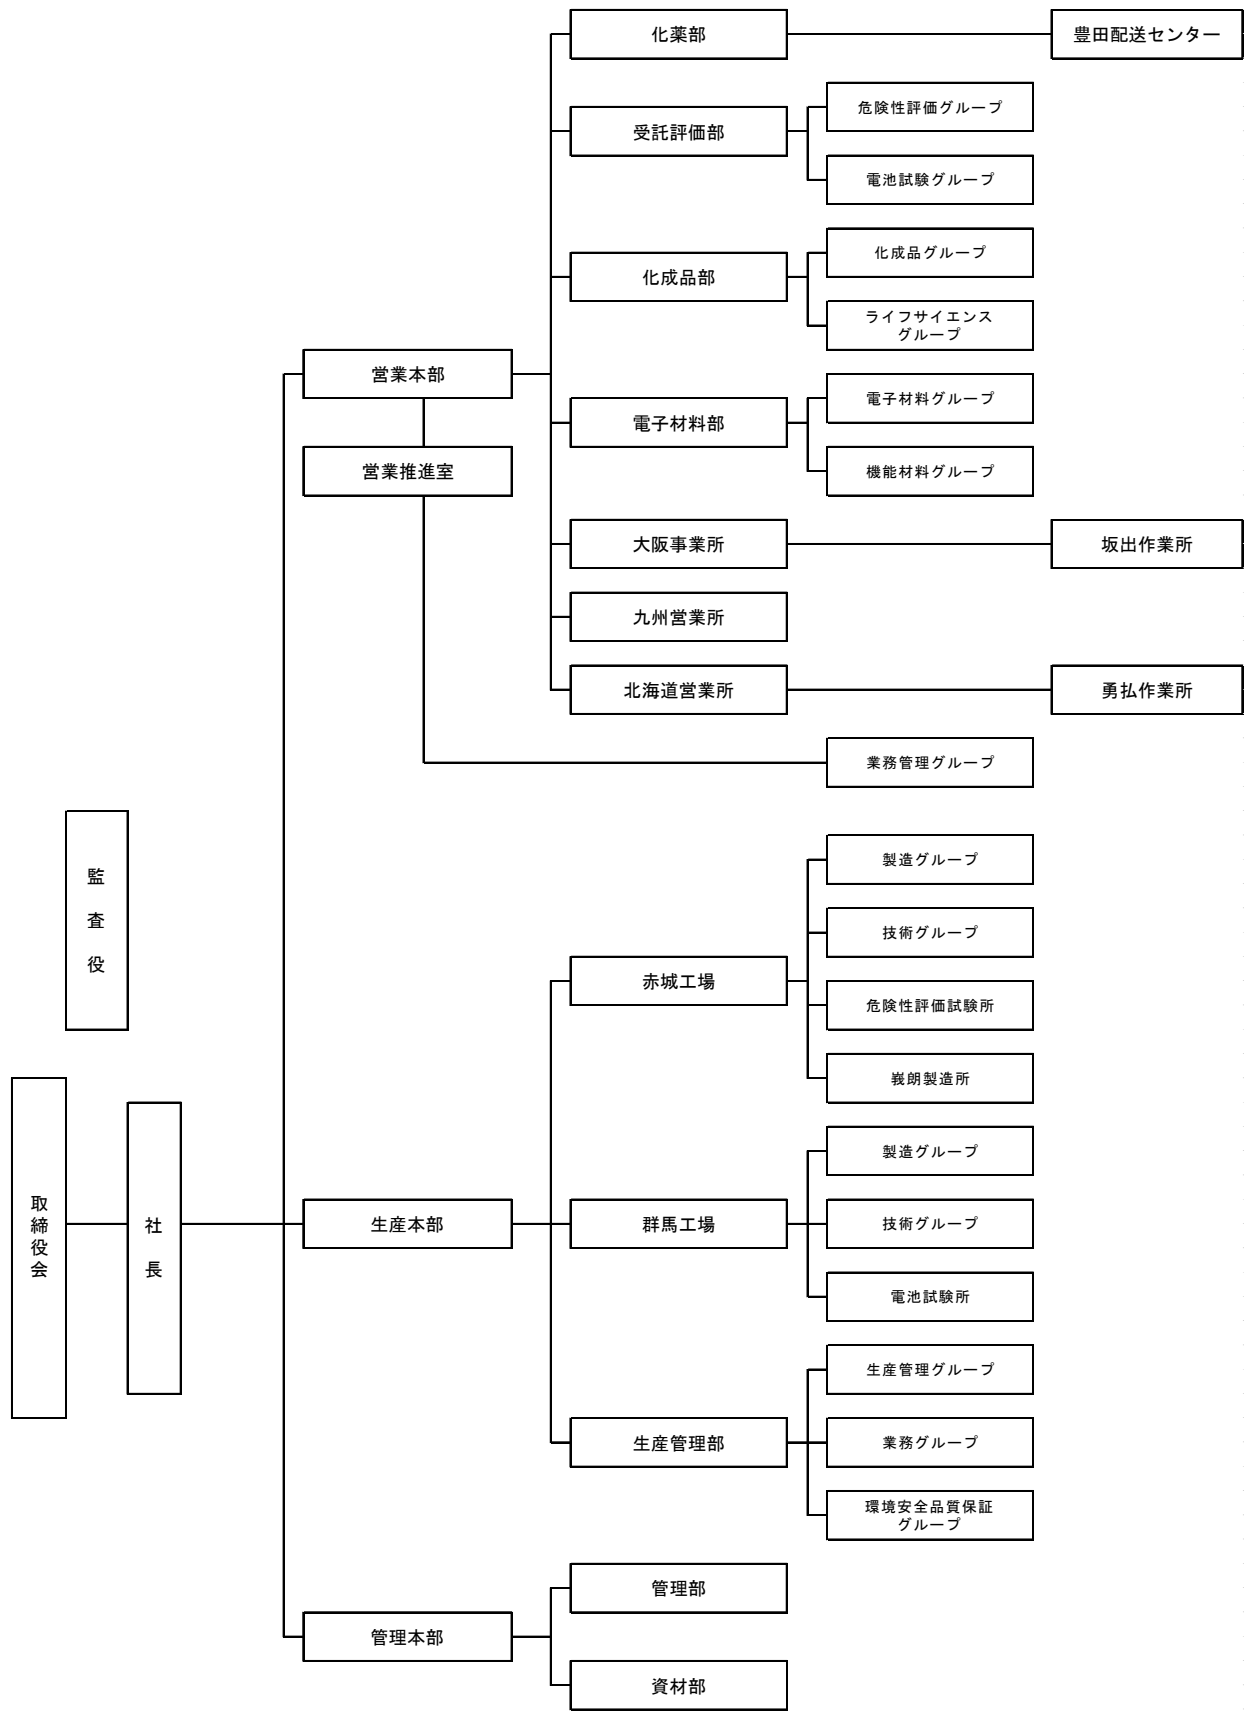 化薬部
豊田配送センター
受託評価部
危険性評価グループ
電池試験グループ
化成品部
化成品グループ
ライフサイエンス
グループ
営業本部
営業推進室
電子材料部
電子材料グループ
機能材料グループ
大阪事業所
坂出作業所
九州営業所
北海道営業所
勇払作業所
業務管理グループ
監査役
取締役会
社長
生産本部
赤城工場
製造グループ
技術グループ
危険性評価試験所
峩朗製造所
群馬工場
製造グループ
技術グループ
電池試験所
生産管理部
生産管理グループ
業務グループ
環境安全品質保証
グループ
管理本部
管理部
資材部